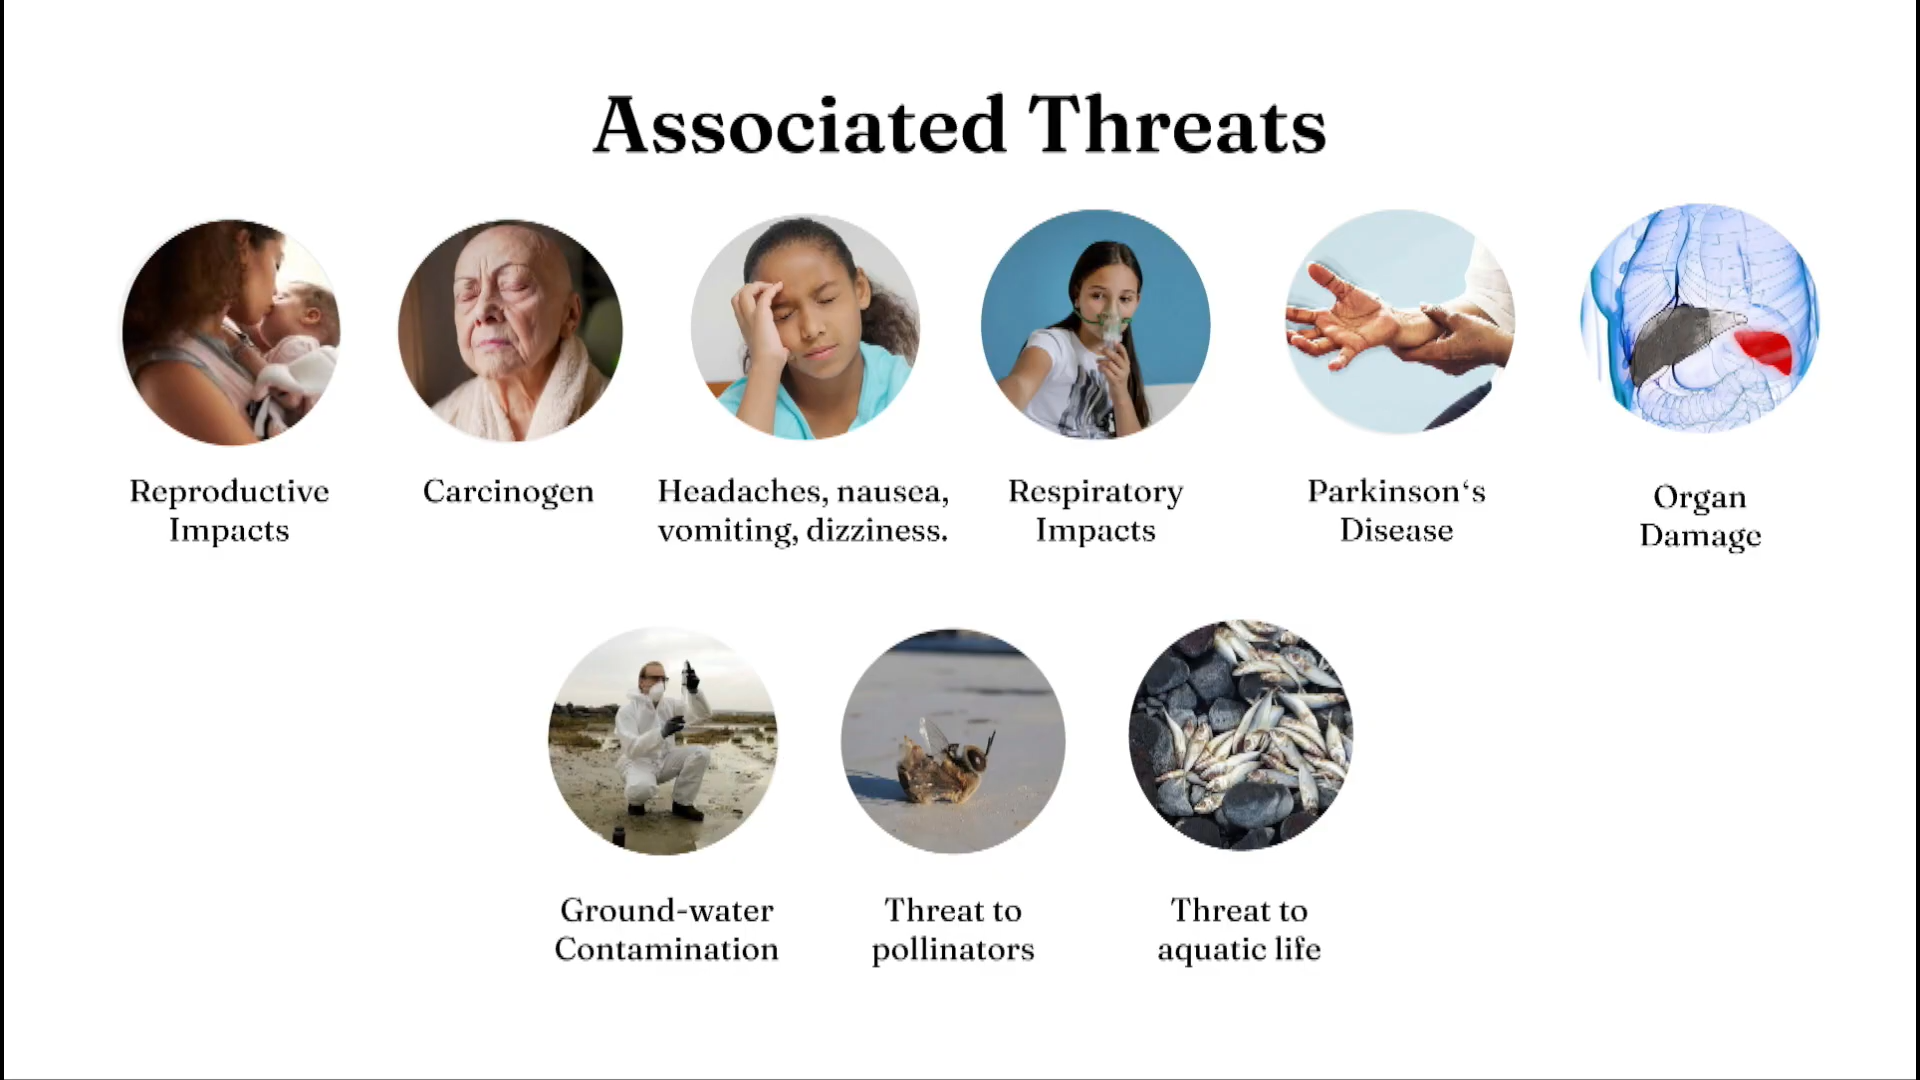 Associated Threats
Reproductive
Impacts
Carcinogen
Headaches, nausea,
vomiting, dizziness.
Respiratory
Impacts
Parkinson‘s
Disease
Organ
Damage
Ground-water
Contamination
Threat to
pollinators
Threat to
aquatic life